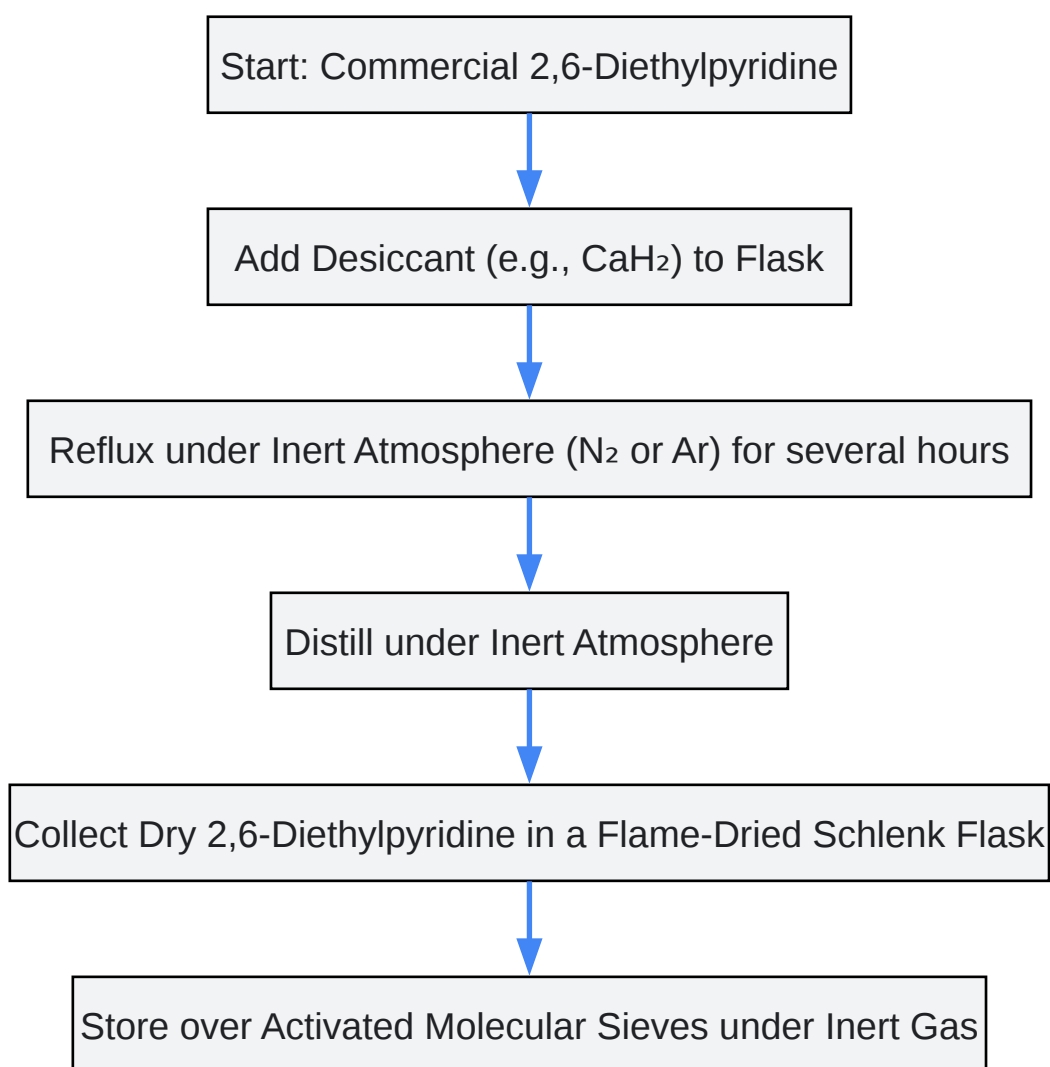 Start: Commercial 2,6-Diethylpyridine
Add Desiccant (e.g., CaH₂) to Flask
Reflux under Inert Atmosphere (N₂ or Ar) for several hours
Distill under Inert Atmosphere
Collect Dry 2,6-Diethylpyridine in a Flame-Dried Schlenk Flask
Store over Activated Molecular Sieves under Inert Gas